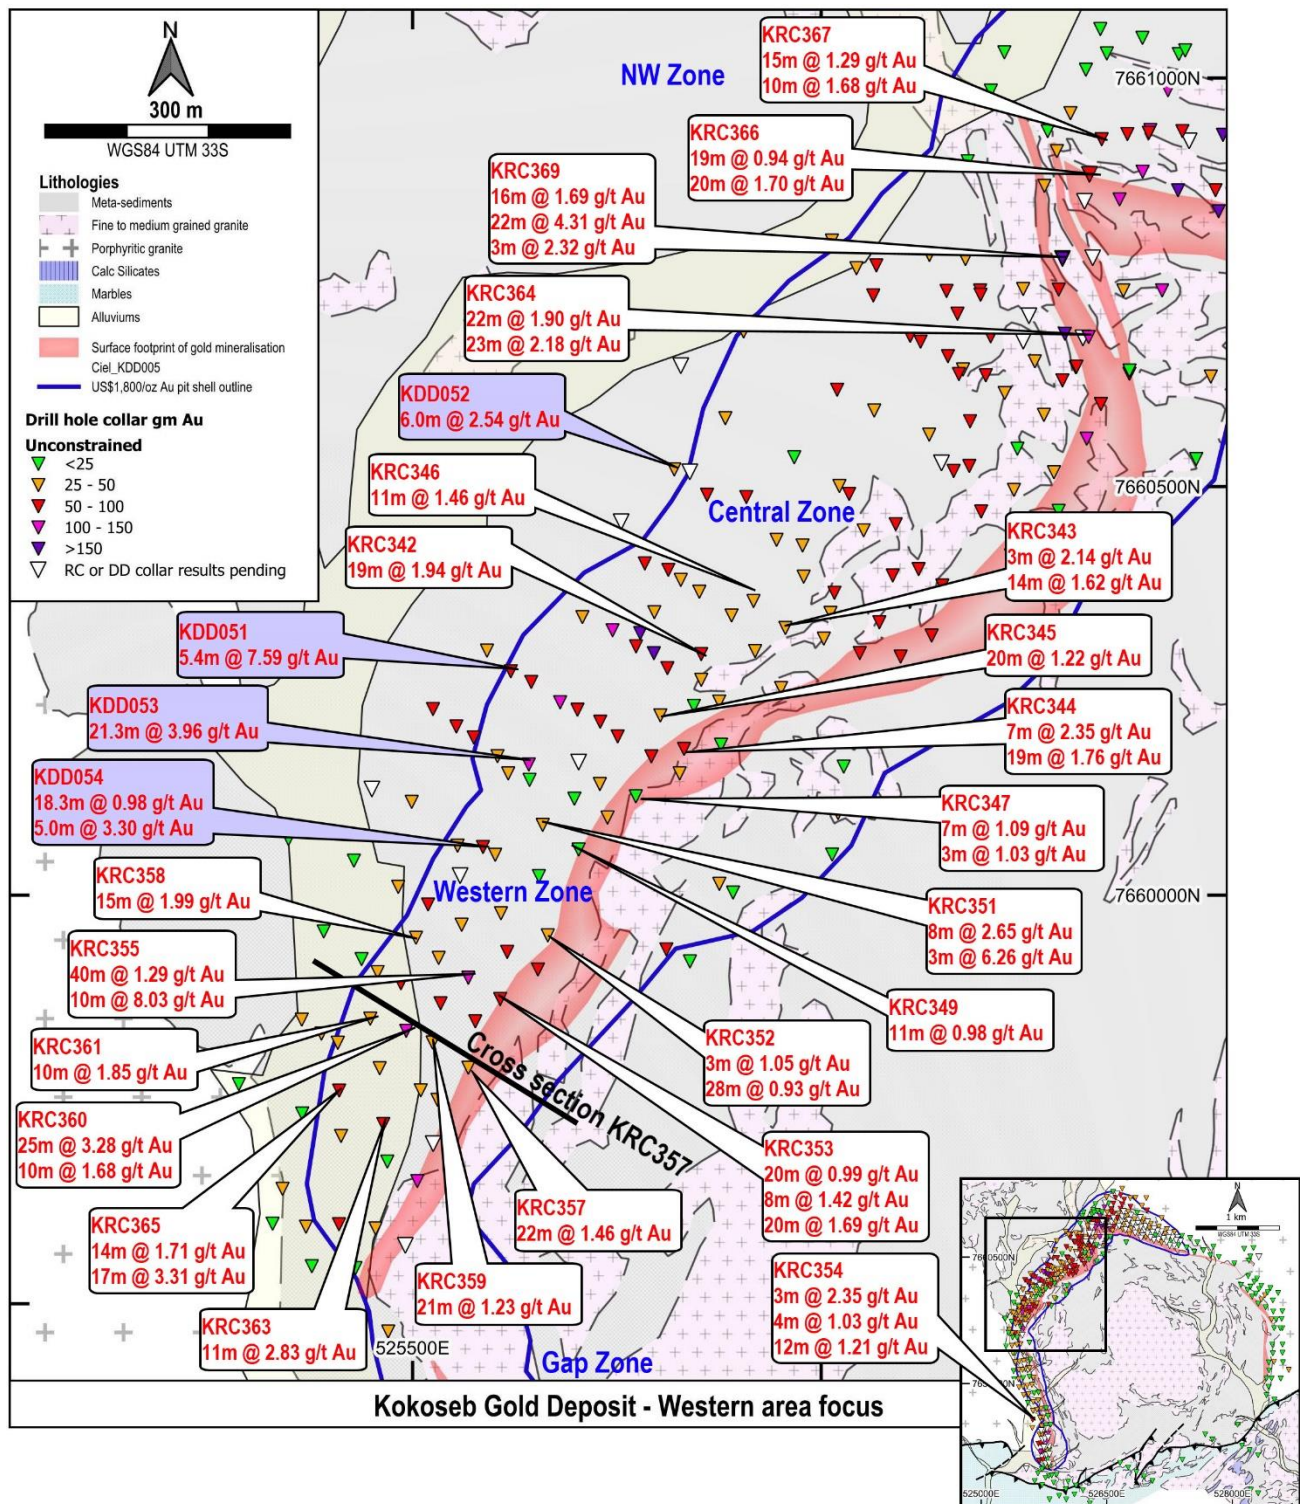 N
300 m
WGS84 UTM 33S
Lithologies
Meta-sediments
Fine to medium grained granite
Porphyritic granite
Calc Silicates
Marbles
Alluviums
Surface footprint of gold mineralisation
Ciel_KDD005
US$1,800/oz Au pit shell outline
Drill hole collar gm Au
Unconstrained
<25
25 - 50
50 - 100
100 - 150
>150
RC or DD collar results pending
NW Zone
KRC367
15m @ 1.29 g/t Au
10m @ 1.68 g/t Au
7661000N
KRC366
19m @ 0.94 g/t Au
20m @ 1.70 g/t Au
KRC369
16m @ 1.69 g/t Au
22m @ 4.31 g/t Au
3m @ 2.32 g/t Au
KRC364
22m @ 1.90 g/t Au
23m @ 2.18 g/t Au
KDD052
6.0m @ 2.54 g/t Au
KRC346
11m @ 1.46 g/t Au
7660500N
Central Zone
KRC342
19m @ 1.94 g/t Au
KRC343
3m @ 2.14 g/t Au
14m @ 1.62 g/t Au
KDD051
5.4m @ 7.59 g/t Au
KRC345
20m @ 1.22 g/t Au
KDD053
21.3m @ 3.96 g/t Au
KRC344
7m @ 2.35 g/t Au
19m @ 1.76 g/t Au
KDD054
18.3m @ 0.98 g/t Au
5.0m @ 3.30 g/t Au
KRC347
7m @ 1.09 g/t Au
3m @ 1.03 g/t Au
KRC358
15m @ 1.99 g/t Au
Western Zone
7660000N
KRC351
8m @ 2.65 g/t Au
3m @ 6.26 g/t Au
KRC355
40m @ 1.29 g/t Au
10m @ 8.03 g/t Au
KRC349
11m @ 0.98 g/t Au
KRC361
10m @ 1.85 g/t Au
KRC352
3m @ 1.05 g/t Au
28m @ 0.93 g/t Au
Cross section KRC357
KRC360
25m @ 3.28 g/t Au
10m @ 1.68 g/t Au
KRC353
20m @ 0.99 g/t Au
8m @ 1.42 g/t Au
20m @ 1.69 g/t Au
KRC365
14m @ 1.71 g/t Au
17m @ 3.31 g/t Au
KRC357
22m @ 1.46 g/t Au
KRC359
21m @ 1.23 g/t Au
KRC354
3m @ 2.35 g/t Au
4m @ 1.03 g/t Au
12m @ 1.21 g/t Au
KRC363
11m @ 2.83 g/t Au
525500E
Gap Zone
Kokoseb Gold Deposit - Western area focus
N
1 km
WGS84 UTM 33S
7660500N
525000E
526500E
528000E